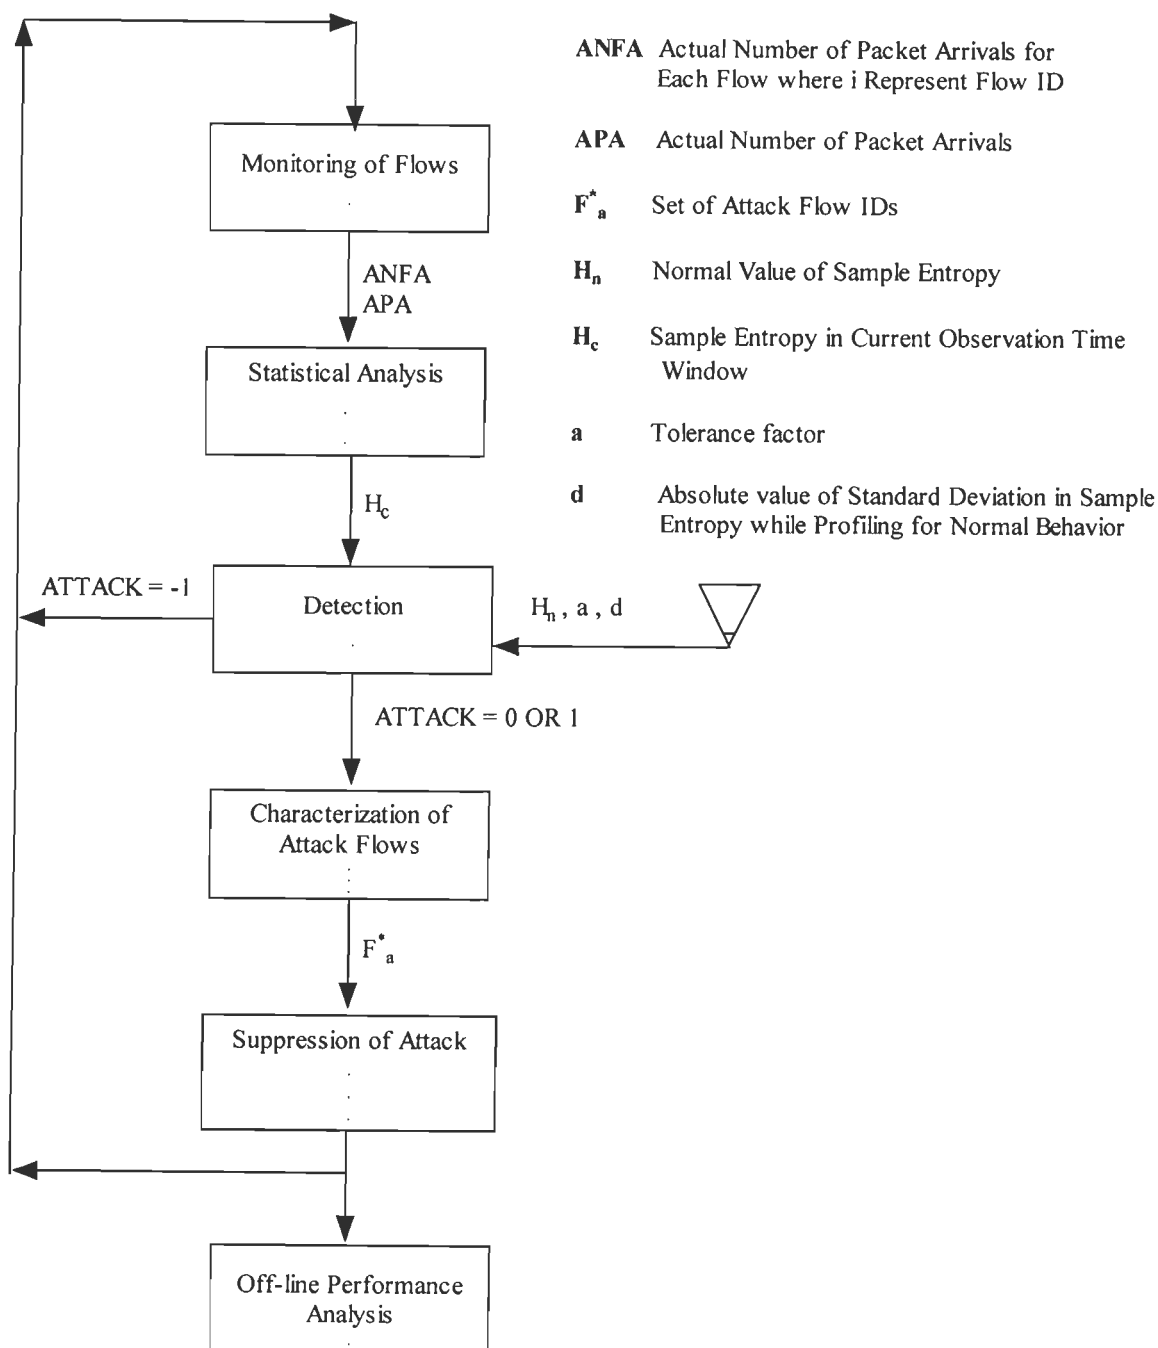 ANFA Actual Number of Packet Arrivals for
Each Flow where i Represent Flow ID
Monitoring of Flows
APA Actual Number of Packet Arrivals
F*a Set of Attack Flow IDs
ANFA
APA
Hn Normal Value of Sample Entropy
Statistical Analysis
Hc Sample Entropy in Current Observation Time
Window
a Tolerance factor
Hc
d Absolute value of Standard Deviation in Sample
Entropy while Profiling for Normal Behavior
ATTACK = -1
Detection
Hn , a , d
ATTACK = 0 OR 1
Characterization of
Attack Flows
F*a
Suppression of Attack
Off-line Performance
Analysis